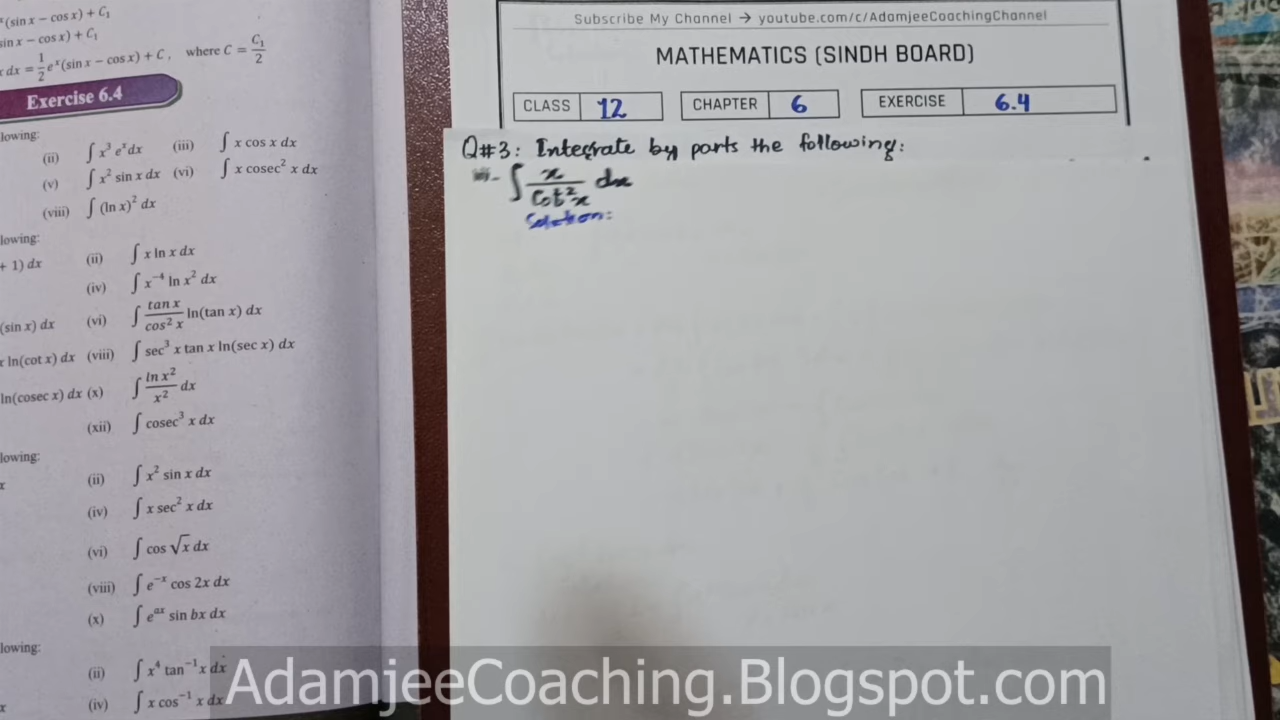 ˣ(sin x − cos x) + C₁
sin x − cos x) + C₁
x dx = 1/2 eˣ(sin x − cos x) + C , where C = C₁/2
Exercise 6.4
lowing:
(ii) ∫ x³ eˣ dx (iii) ∫ x cos x dx
(v) ∫ x² sin x dx (vi) ∫ x cosec² x dx
(viii) ∫ (ln x)² dx
lowing:
+ 1) dx (ii) ∫ x ln x dx
(iv) ∫ x⁻⁴ ln x² dx
(sin x) dx (vi) ∫ tan x/cos² x ln(tan x) dx
x ln(cot x) dx (viii) ∫ sec³ x tan x ln(sec x) dx
ln(cosec x) dx (x) ∫ ln x²/x² dx
(xii) ∫ cosec³ x dx
lowing:
x (ii) ∫ x² sin x dx
(iv) ∫ x sec² x dx
(vi) ∫ cos √x dx
(viii) ∫ e⁻ˣ cos 2x dx
(x) ∫ eᵃˣ sin bx dx
lowing:
(ii) ∫ x⁴ tan⁻¹ x dx
x (iv) ∫ x cos⁻¹ x dx
Subscribe My Channel → youtube.com/c/AdamjeeCoachingChannel
MATHEMATICS (SINDH BOARD)
CLASS 12 CHAPTER 6 EXERCISE 6.4
Q#3: Integrate by parts the following:
∫ x/Cot²x dx
Solution:
AdamjeeCoaching.Blogspot.com